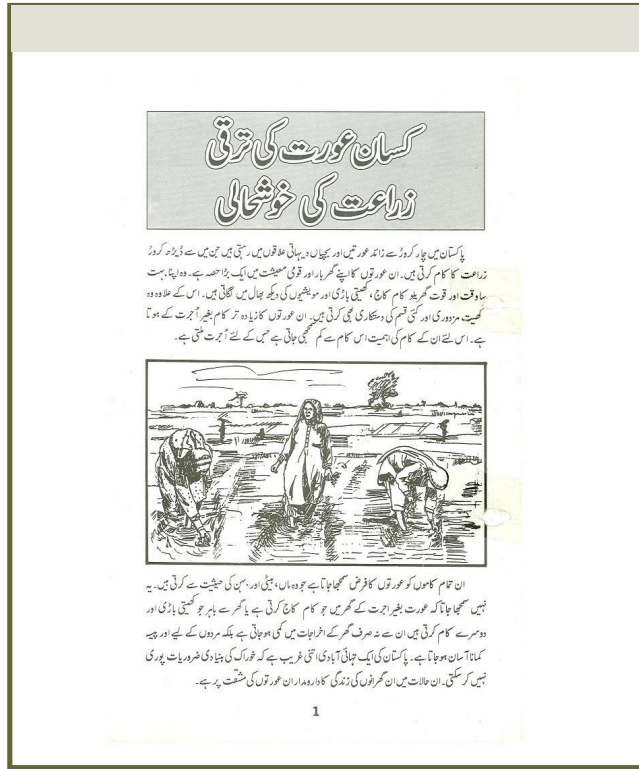 کسان عورت کی ترقی
زراعت کی خوشحالی
پاکستان میں چار کروڑ سے زائد عورتیں اور بچیاں دیہاتی علاقوں میں رہتی ہیں جن میں سے ڈیڑھ کروڑ
زراعت کا کام کرتی ہیں۔ ان عورتوں کا اپنے گھر بار اور قومی معیشت میں ایک بڑا حصہ ہے۔ وہ اپنا بہت
سا وقت اور قوت گھریلو کام کاج، کھیتی باڑی اور مویشیوں کی دیکھ بھال میں لگاتی ہیں۔ اس کے علاوہ وہ
کھیت مزدوری اور کئی قسم کی دستکاری بھی کرتی ہیں۔ ان عورتوں کا زیادہ تر کام بغیر اُجرت کے ہوتا
ہے۔ اس لئے ان کے کام کی اہمیت اس کام سے کم سمجھی جاتی ہے جس کے لئے اُجرت ملتی ہے۔
ان تمام کاموں کو عورتوں کا فرض سمجھا جاتا ہے جو وہ ماں، بیٹی اور بہن کی حیثیت سے کرتی ہیں۔ یہ
نہیں سمجھا جاتا کہ عورت بغیر اجرت کے گھر میں جو کام کاج کرتی ہے یا گھر سے باہر جو کھیتی باڑی اور
دوسرے کام کرتی ہیں ان سے نہ صرف گھر کے اخراجات میں کمی ہو جاتی ہے بلکہ مردوں کے لیے اور پیسہ
کمانا آسان ہو جاتا ہے۔ پاکستان کی ایک تہائی آبادی اتنی غریب ہے کہ خوراک کی بنیادی ضروریات پوری
نہیں کر سکتی۔ ان حالات میں ان گھرانوں کی زندگی کا دارومدار ان عورتوں کی مشقت پر ہے۔
1